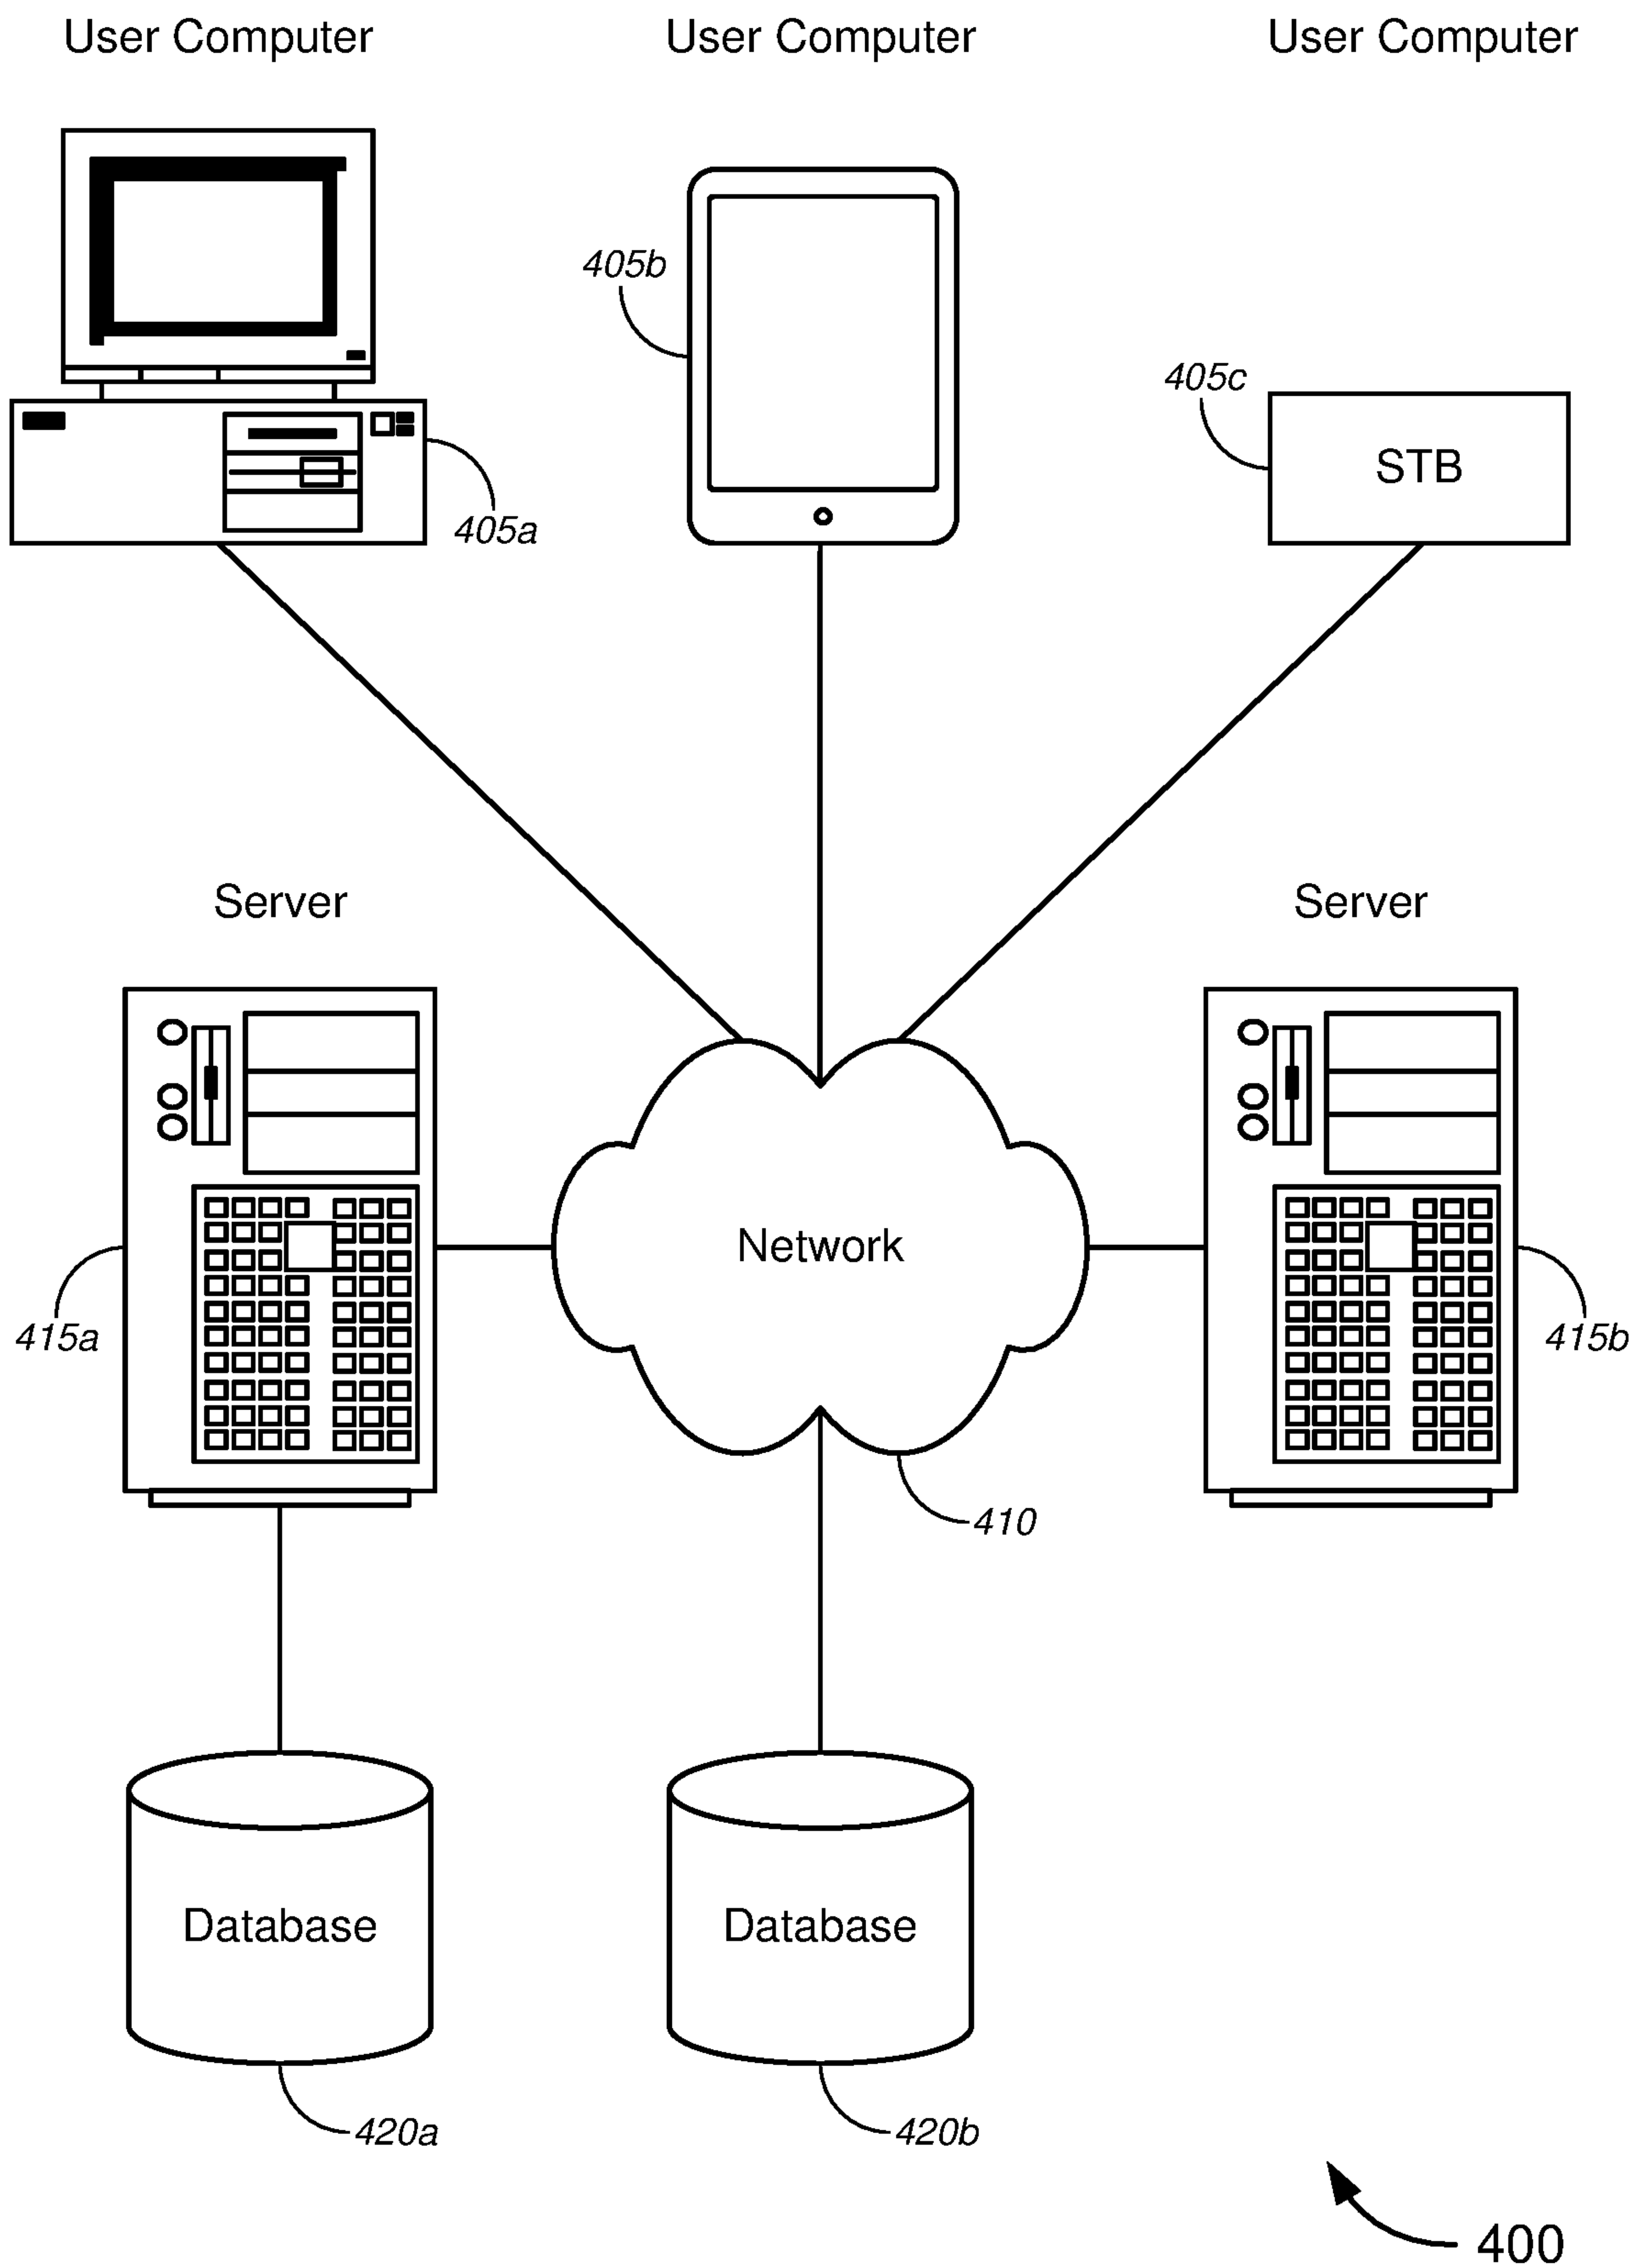 User Computer
User Computer
User Computer
405b
405c
STB
405a
Server
Server
Network
415a
415b
410
Database
Database
420a
420b
400